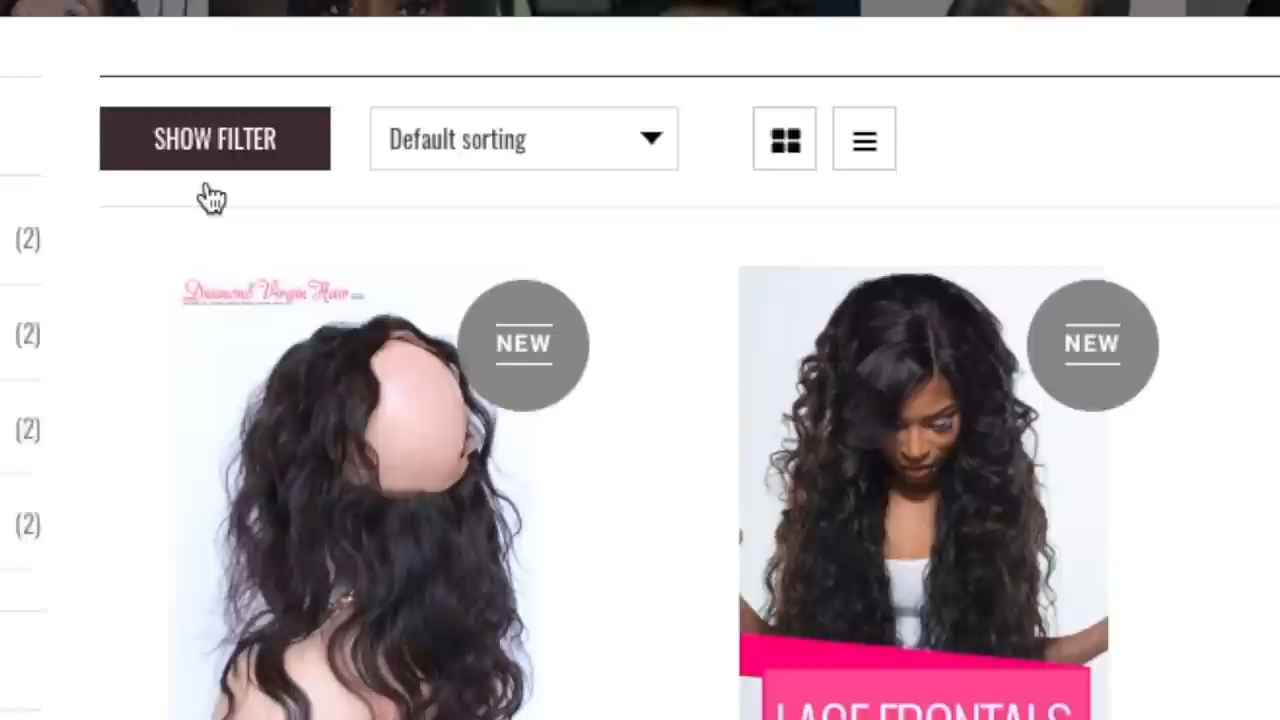 SHOW FILTER
Default sorting
(2)
(2)
(2)
(2)
Diamond Virgin Hair
NEW
NEW
LACE FRONTALS